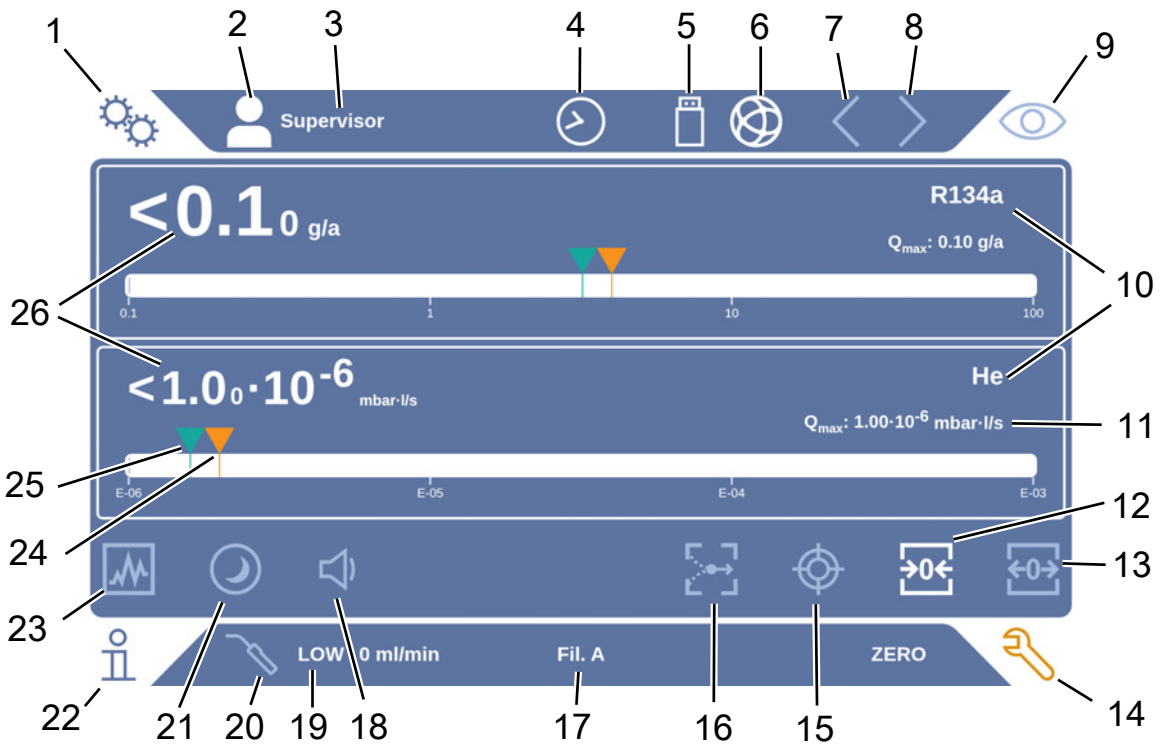 1 2 3 4 5 6 7 8 9
Supervisor
<0.10 g/a
R134a
Qmax: 0.10 g/a
10
26
0.1 1 10 100
<1.00·10-6 mbar·l/s
He
Qmax: 1.00·10-6 mbar·l/s
11
25
E-06 E-05 E-04 E-03
12
24
→0←
←0→
13
23
LOW 0 ml/min Fil. A ZERO
22 21 20 19 18 17 16 15 14